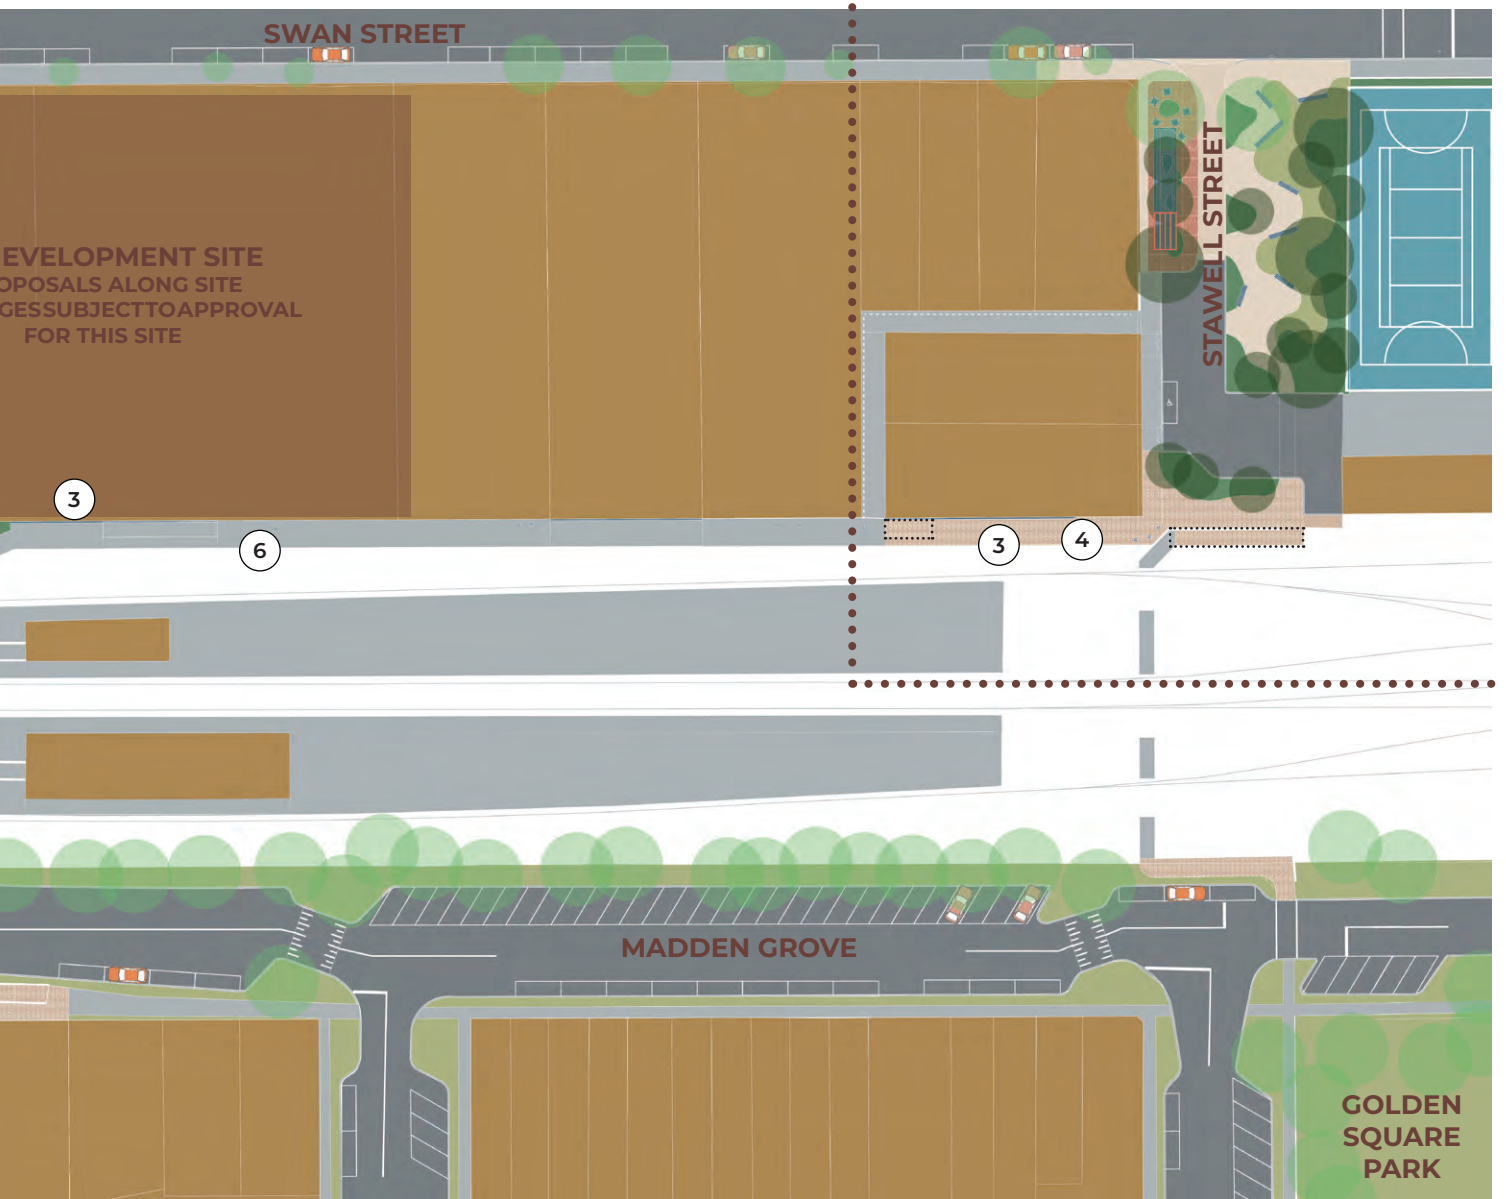 SWAN STREET
STAWELL STREET
EVELOPMENT SITE
OPOSALS ALONG SITE
GESSUBJECTTOAPPROVAL
FOR THIS SITE
3
6
3
4
MADDEN GROVE
GOLDEN
SQUARE
PARK